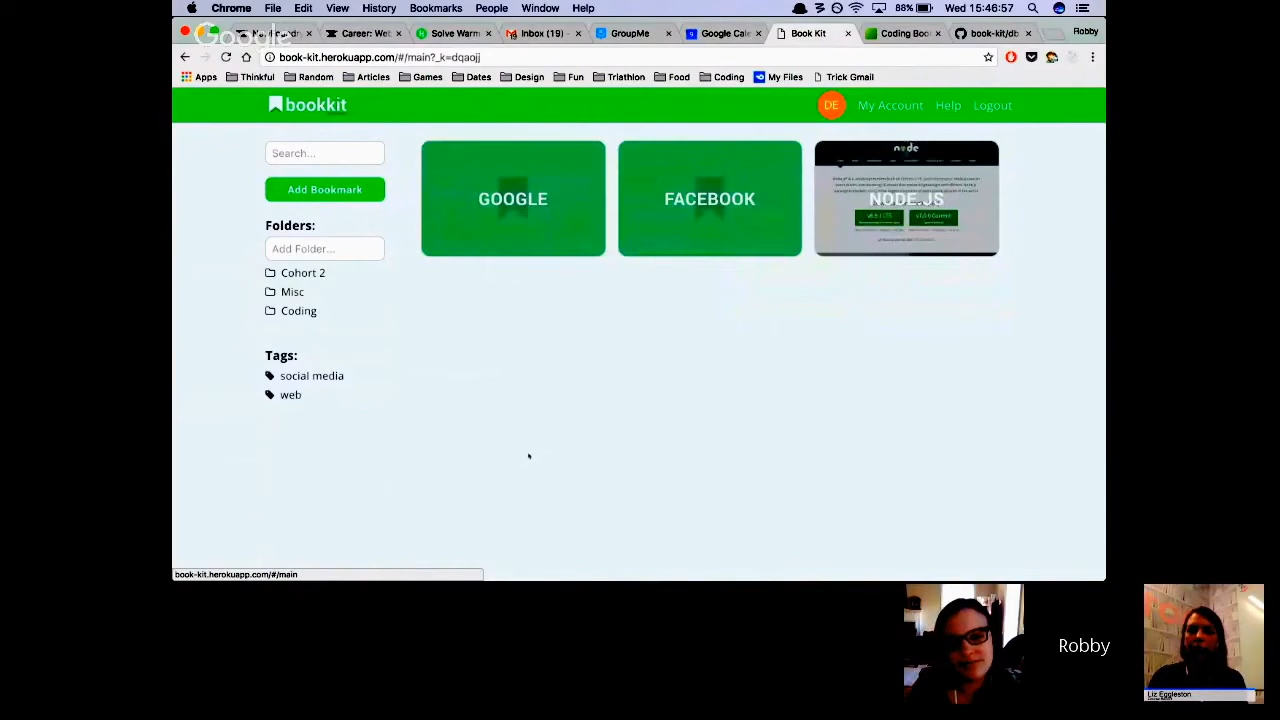 Chrome File Edit View History Bookmarks People Window Help 88% Wed 15:46:57
Google
Career: Wel Solve Warm Inbox (19) GroupMe Google Cale Book Kit Coding Boo book-kit/db Robby
book-kit.herokuapp.com/#/main?_k=dqaojj
Apps Thinkful Random Articles Games Dates Design Fun Triathlon Food Coding My Files Trick Gmail
bookkit DE My Account Help Logout
Search...
Add Bookmark
Folders:
Add Folder...
Cohort 2
Misc
Coding
Tags:
social media
web
GOOGLE
FACEBOOK
node
NODE.JS
book-kit.herokuapp.com/#/main
Robby
Liz Eggleston